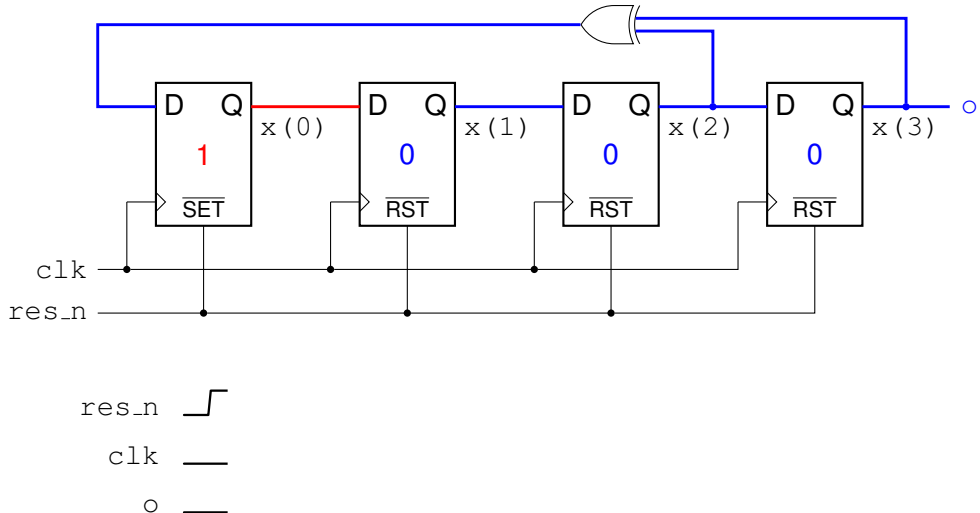 D Q D Q D Q D Q o
x(0) x(1) x(2) x(3)
1 0 0 0
SET RST RST RST
clk
res_n
res_n
clk
o